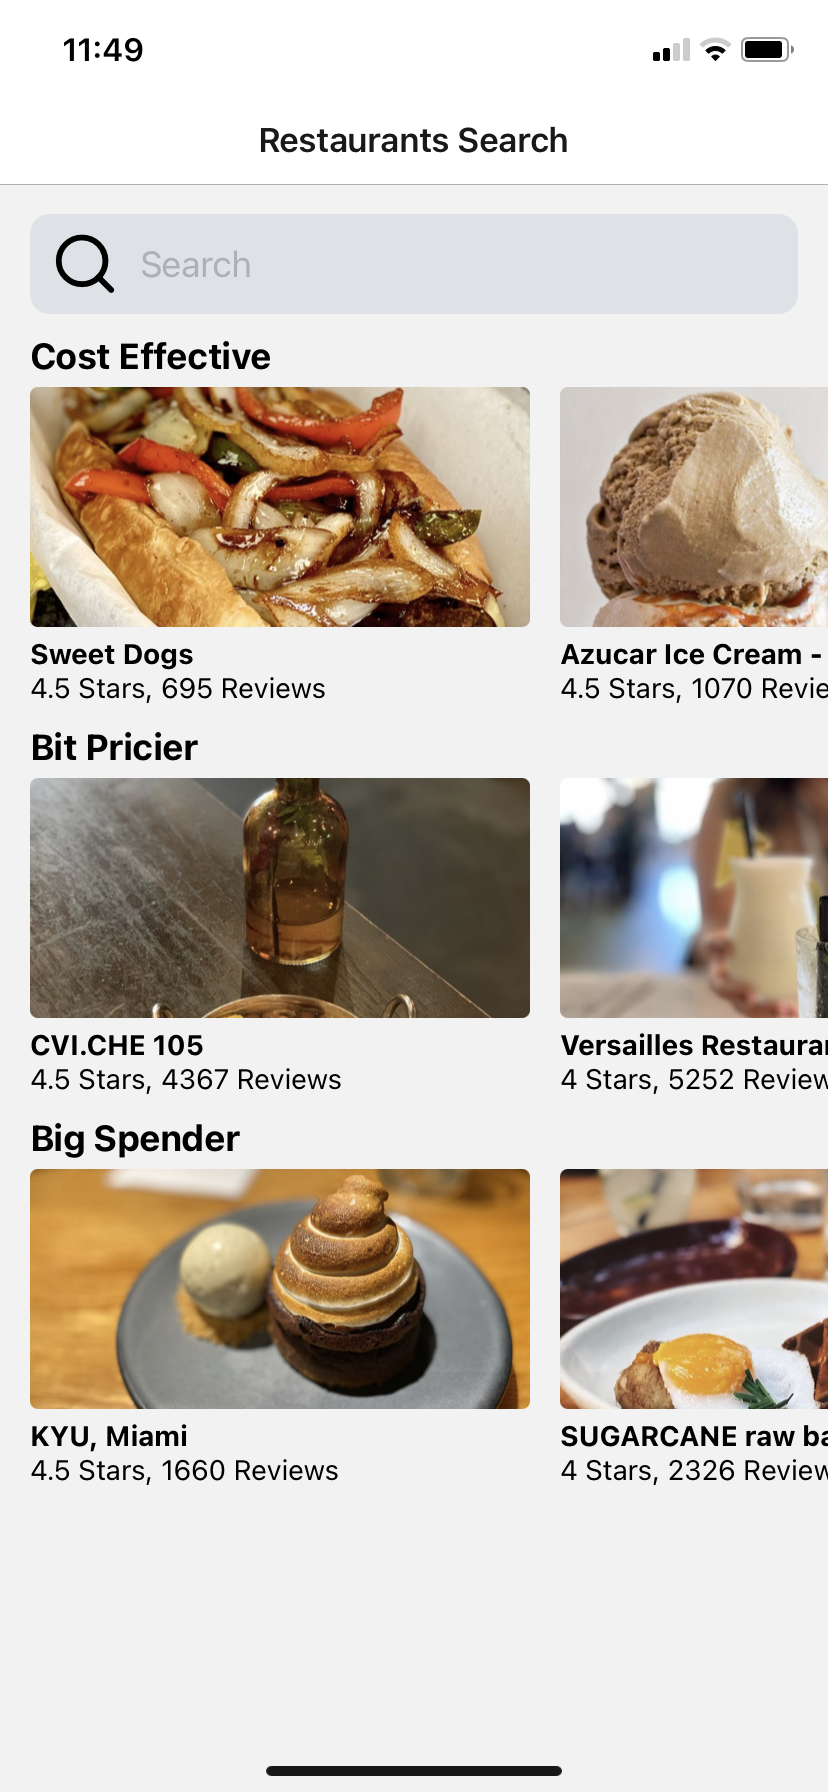 11:49
Restaurants Search
Search
Cost Effective
Sweet Dogs
4.5 Stars, 695 Reviews
Azucar Ice Cream -
4.5 Stars, 1070 Revie
Bit Pricier
CVI.CHE 105
4.5 Stars, 4367 Reviews
Versailles Restaura
4 Stars, 5252 Review
Big Spender
KYU, Miami
4.5 Stars, 1660 Reviews
SUGARCANE raw ba
4 Stars, 2326 Review